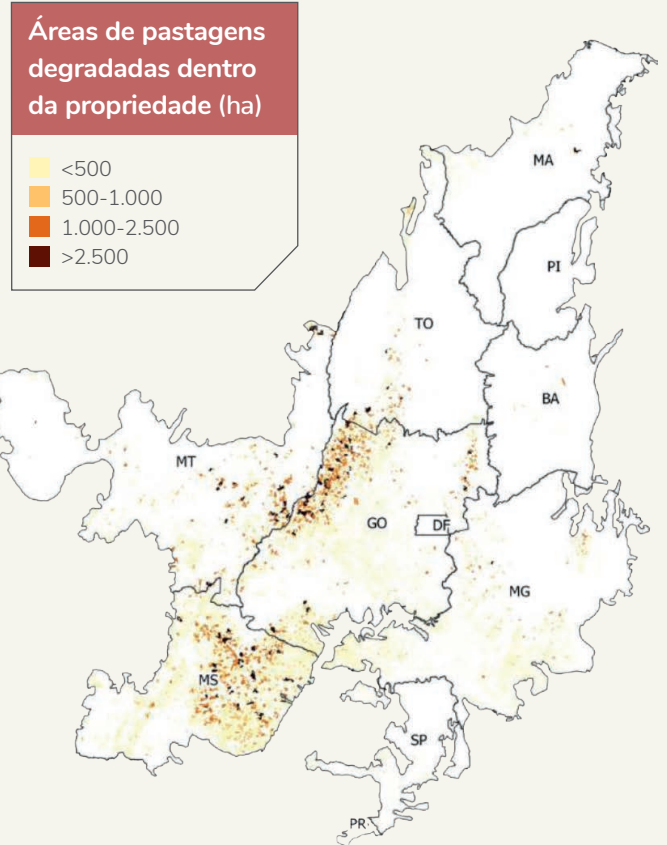 Áreas de pastagens
degradadas dentro
da propriedade (ha)
<500
500-1.000
1.000-2.500
>2.500
MA
PI
TO
BA
MT
GO
DF
MG
MS
SP
PR